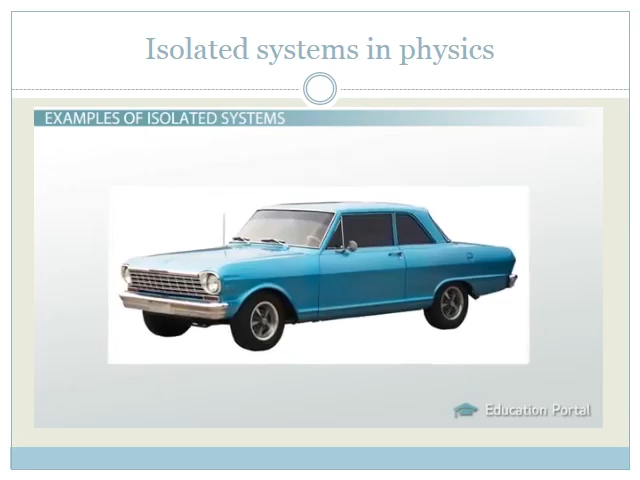 Isolated systems in physics
EXAMPLES OF ISOLATED SYSTEMS
Education Portal